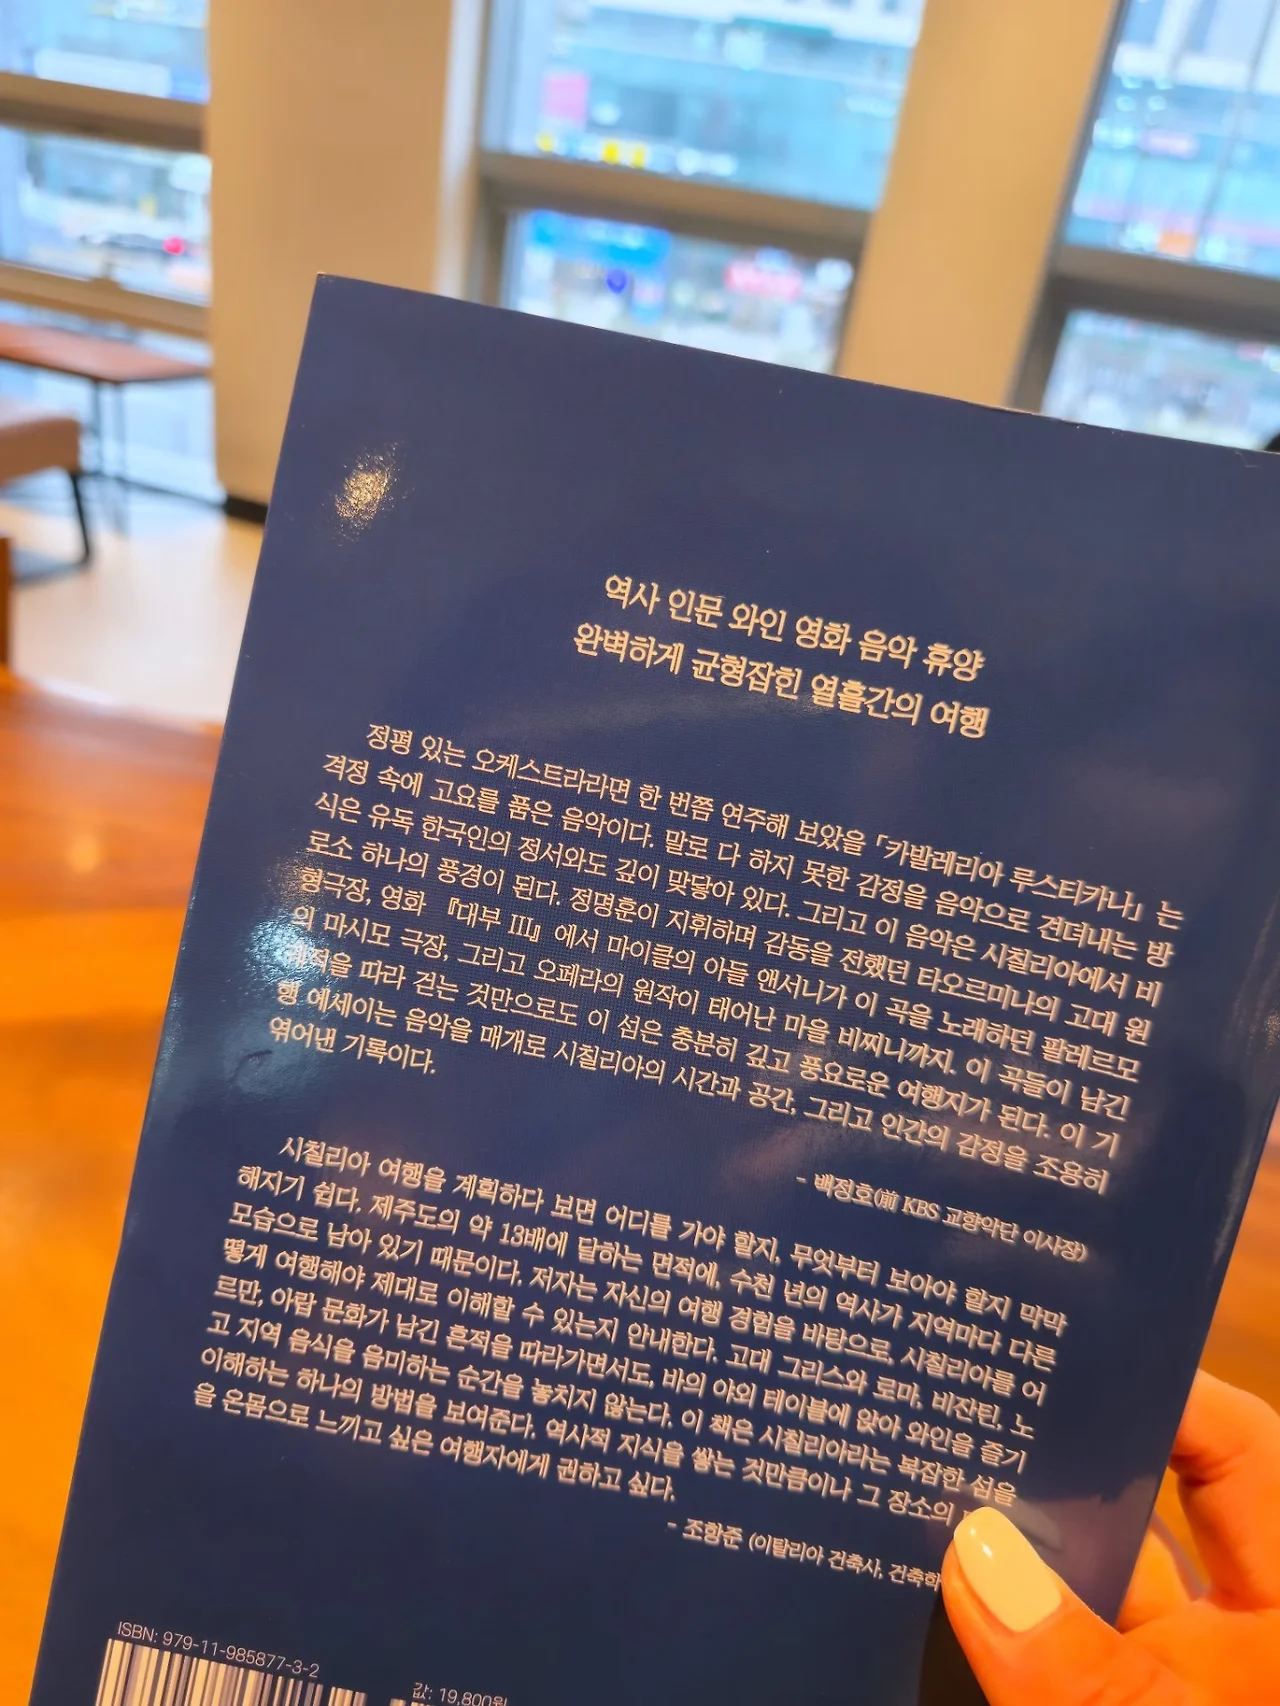 역사 인문 와인 영화 음악 휴양
완벽하게 균형잡힌 열흘간의 여행
정평 있는 오케스트라라면 한 번쯤 연주해 보았을 「카발레리아 루스티카나」는
격정 속에 고요를 품은 음악이다. 말로 다 하지 못한 감정을 음악으로 견뎌내는 방
식은 유독 한국인의 정서와도 깊이 맞닿아 있다. 그리고 이 음악은 시칠리아에서 비
로소 하나의 풍경이 된다. 정명훈이 지휘하며 감동을 전했던 타오르미나의 고대 원
형극장, 영화 『대부 III』에서 마이클의 아들 앤서니가 이 곡을 노래하던 팔레르모
의 마시모 극장, 그리고 오페라의 원작이 태어난 마을 비찌니까지. 이 곡들이 남긴
궤적을 따라 걷는 것만으로도 이 섬은 충분히 깊고 풍요로운 여행지가 된다. 이 기
행 에세이는 음악을 매개로 시칠리아의 시간과 공간, 그리고 인간의 감정을 조용히
엮어낸 기록이다.
- 백정호(前 KBS 교향악단 이사장)
시칠리아 여행을 계획하다 보면 어디를 가야 할지, 무엇부터 보아야 할지 막막
해지기 쉽다. 제주도의 약 13배에 달하는 면적에, 수천 년의 역사가 지역마다 다른
모습으로 남아 있기 때문이다. 저자는 자신의 여행 경험을 바탕으로, 시칠리아를 어
떻게 여행해야 제대로 이해할 수 있는지 안내한다. 고대 그리스와 로마, 비잔틴, 노
르만, 아랍 문화가 남긴 흔적을 따라가면서도, 바의 야외 테이블에 앉아 와인을 즐기
고 지역 음식을 음미하는 순간을 놓치지 않는다. 이 책은 시칠리아라는 복잡한 섬을
이해하는 하나의 방법을 보여준다. 역사적 지식을 쌓는 것만큼이나 그 장소의
을 온몸으로 느끼고 싶은 여행자에게 권하고 싶다.
- 조항준 (이탈리아 건축사, 건축학
ISBN: 979-11-985877-3-2
값: 19,800원